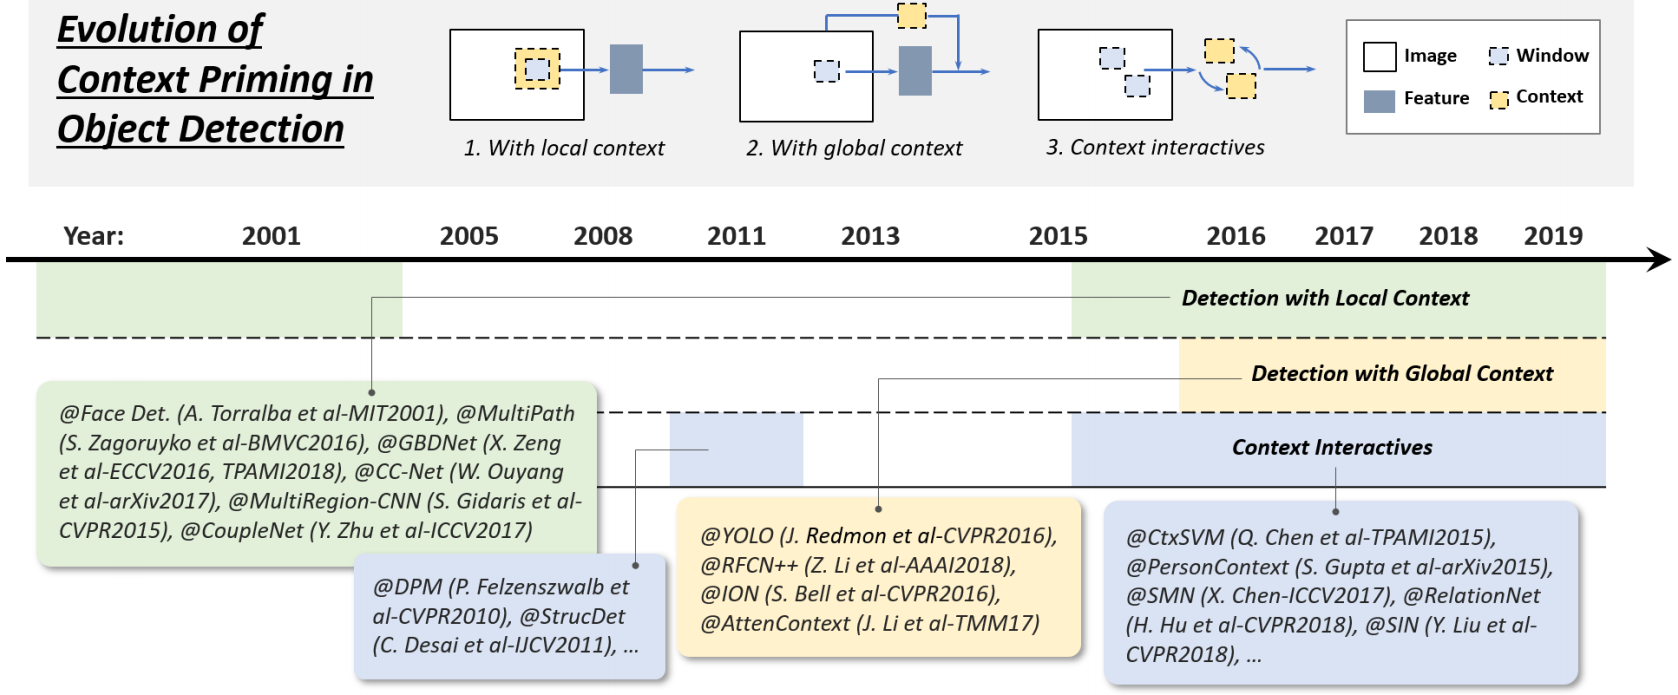 Evolution of
Context Priming in
Object Detection
1. With local context
2. With global context
3. Context interactives
Image
Window
Feature
Context
Year:
2001
2005
2008
2011
2013
2015
2016
2017
2018
2019
Detection with Local Context
Detection with Global Context
Context Interactives
@Face Det. (A. Torralba et al-MIT2001), @MultiPath
(S. Zagoruyko et al-BMVC2016), @GBDNet (X. Zeng
et al-ECCV2016, TPAMI2018), @CC-Net (W. Ouyang
et al-arXiv2017), @MultiRegion-CNN (S. Gidaris et al-
CVPR2015), @CoupleNet (Y. Zhu et al-ICCV2017)
@DPM (P. Felzenszwalb et
al-CVPR2010), @StrucDet
(C. Desai et al-IJCV2011), ...
@YOLO (J. Redmon et al-CVPR2016),
@RFCN++ (Z. Li et al-AAAI2018),
@ION (S. Bell et al-CVPR2016),
@AttenContext (J. Li et al-TMM17)
@CtxSVM (Q. Chen et al-TPAMI2015),
@PersonContext (S. Gupta et al-arXiv2015),
@SMN (X. Chen-ICCV2017), @RelationNet
(H. Hu et al-CVPR2018), @SIN (Y. Liu et al-
CVPR2018), ...